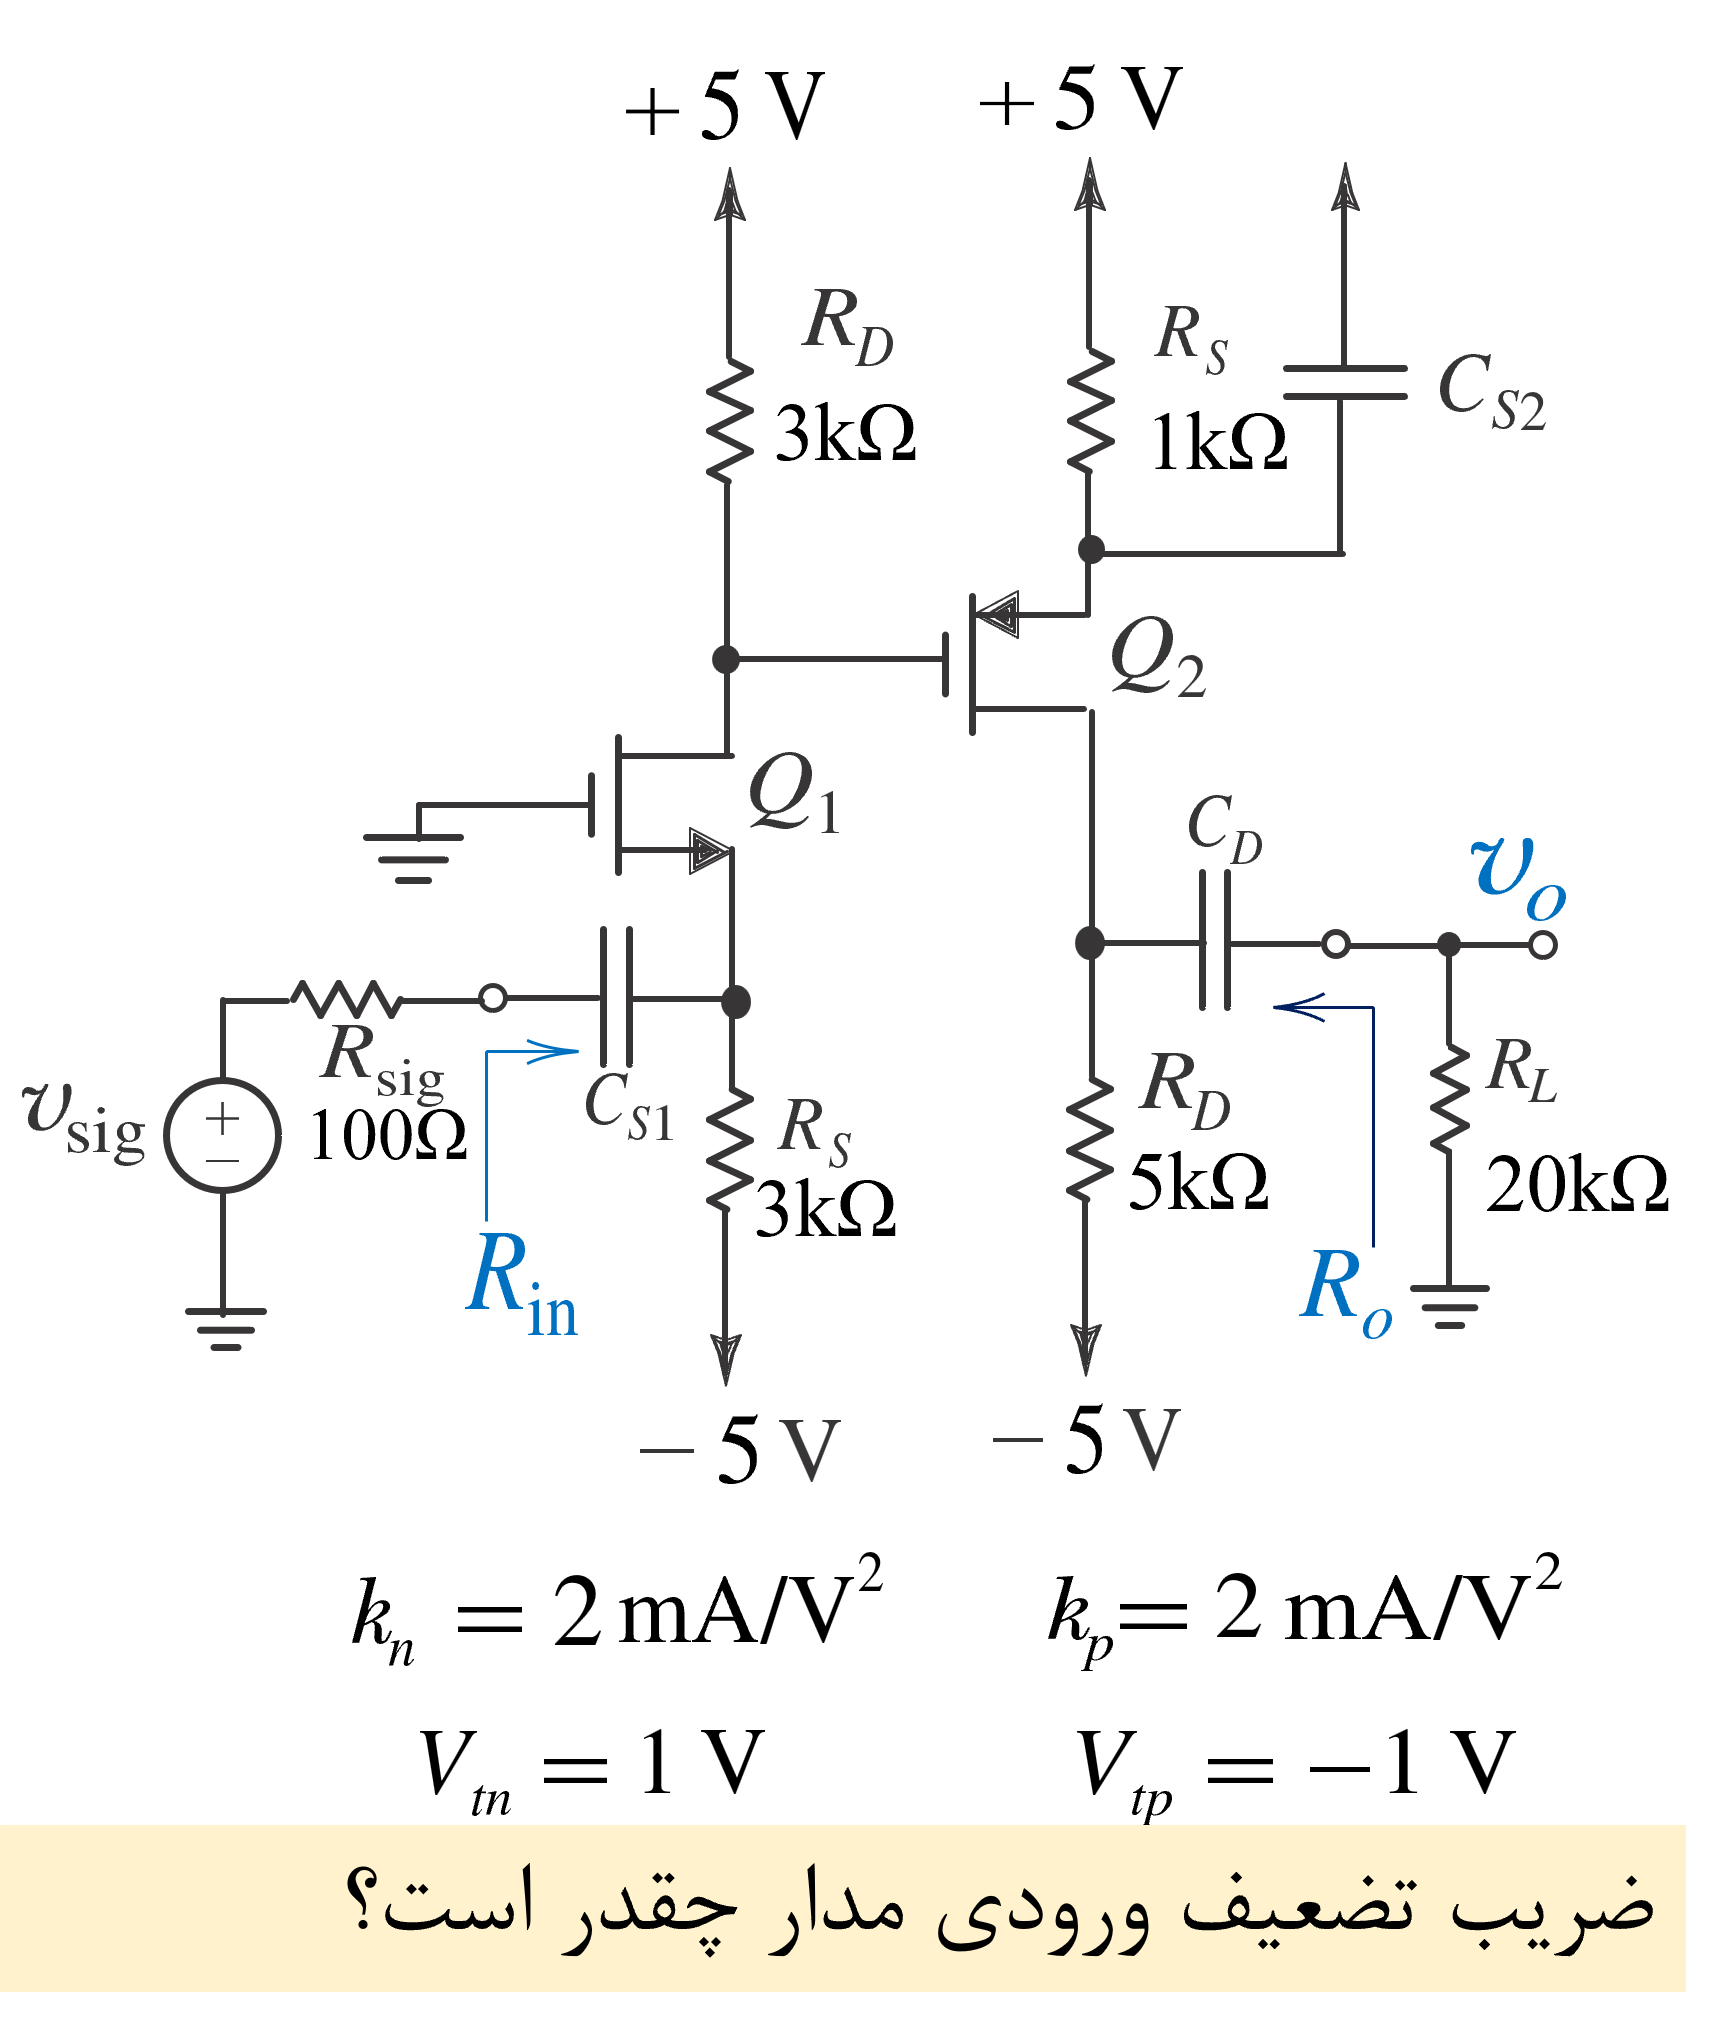 + 5 V
+ 5 V
R_D
3kΩ
R_S
1kΩ
C_S2
Q_2
Q_1
C_D
v_o
R_sig
100Ω
v_sig
C_S1
R_in
R_S
3kΩ
R_D
5kΩ
R_L
20kΩ
R_o
− 5 V
− 5 V
k_n = 2 mA/V²
k_p = 2 mA/V²
V_tn = 1 V
V_tp = −1 V
ضریب تضعیف ورودی مدار چقدر است؟